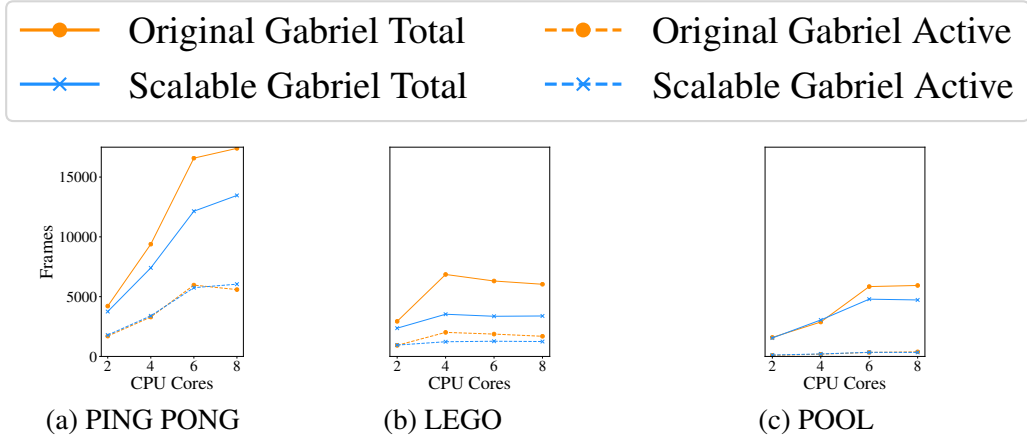 Original Gabriel Total
Original Gabriel Active
Scalable Gabriel Total
Scalable Gabriel Active
15000
10000
5000
0
Frames
2 4 6 8
CPU Cores
(a) PING PONG
2 4 6 8
CPU Cores
(b) LEGO
2 4 6 8
CPU Cores
(c) POOL